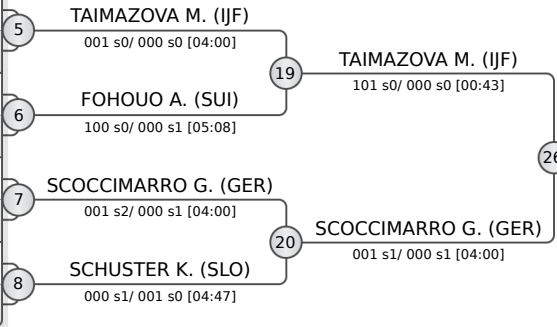 TAIMAZOVA M. (IJF)
5
001 s0/ 000 s0 [04:00]
TAIMAZOVA M. (IJF)
19
101 s0/ 000 s0 [00:43]
FOHOUO A. (SUI)
6
100 s0/ 000 s1 [05:08]
26
SCOCCIMARRO G. (GER)
7
001 s2/ 000 s1 [04:00]
SCOCCIMARRO G. (GER)
20
001 s1/ 000 s1 [04:00]
SCHUSTER K. (SLO)
8
000 s1/ 001 s0 [04:47]